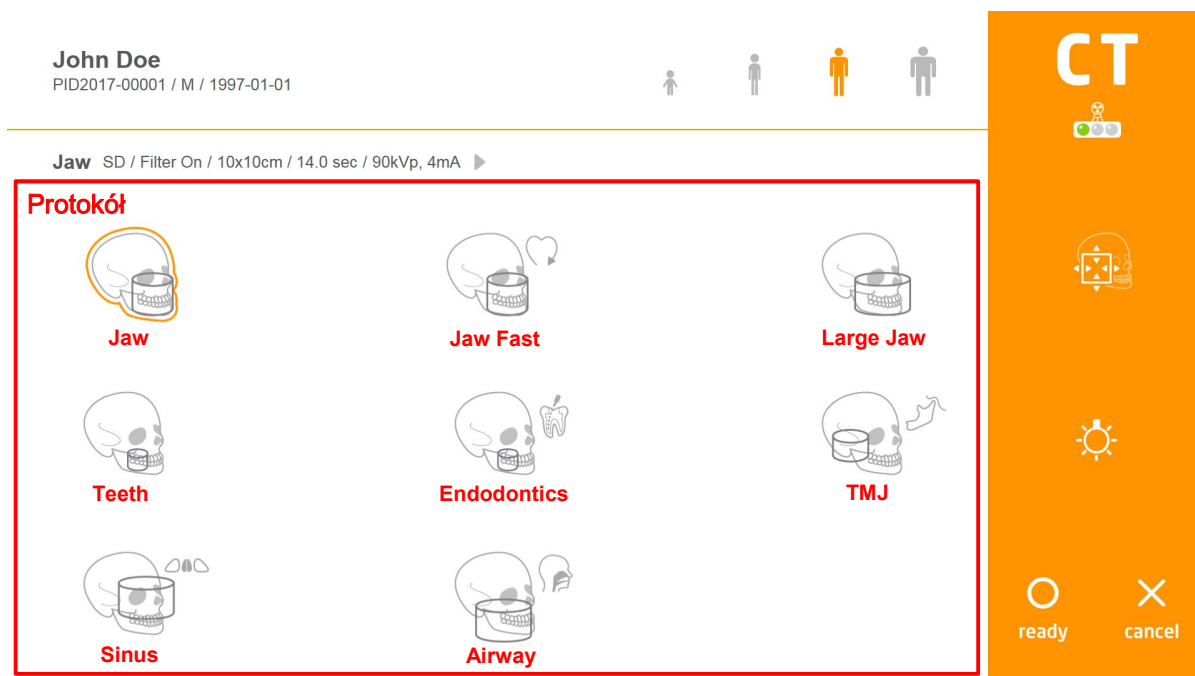 John Doe
PID2017-00001 / M / 1997-01-01
CT
Jaw SD / Filter On / 10x10cm / 14.0 sec / 90kVp, 4mA
Protokół
Jaw
Jaw Fast
Large Jaw
Teeth
Endodontics
TMJ
Sinus
Airway
ready
cancel